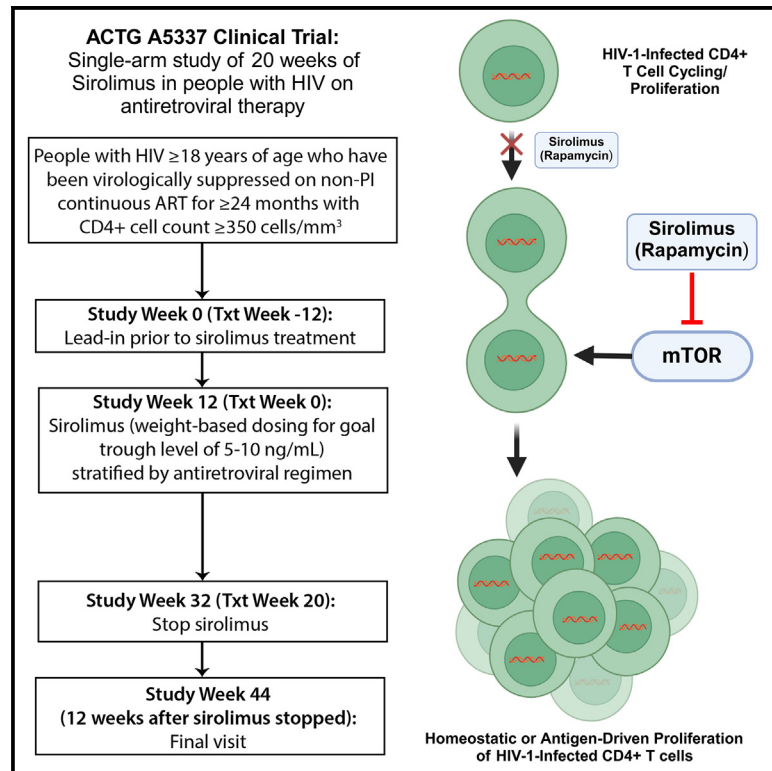 ACTG A5337 Clinical Trial:
Single-arm study of 20 weeks of
Sirolimus in people with HIV on
antiretroviral therapy
People with HIV ≥18 years of age who have
been virologically suppressed on non-PI
continuous ART for ≥24 months with
CD4+ cell count ≥350 cells/mm³
Study Week 0 (Txt Week -12):
Lead-in prior to sirolimus treatment
Study Week 12 (Txt Week 0):
Sirolimus (weight-based dosing for goal
trough level of 5-10 ng/mL)
stratified by antiretroviral regimen
Study Week 32 (Txt Week 20):
Stop sirolimus
Study Week 44
(12 weeks after sirolimus stopped):
Final visit
HIV-1-Infected CD4+
T Cell Cycling/
Proliferation
Sirolimus
(Rapamycin)
Sirolimus
(Rapamycin)
mTOR
Homeostatic or Antigen-Driven Proliferation
of HIV-1-Infected CD4+ T cells